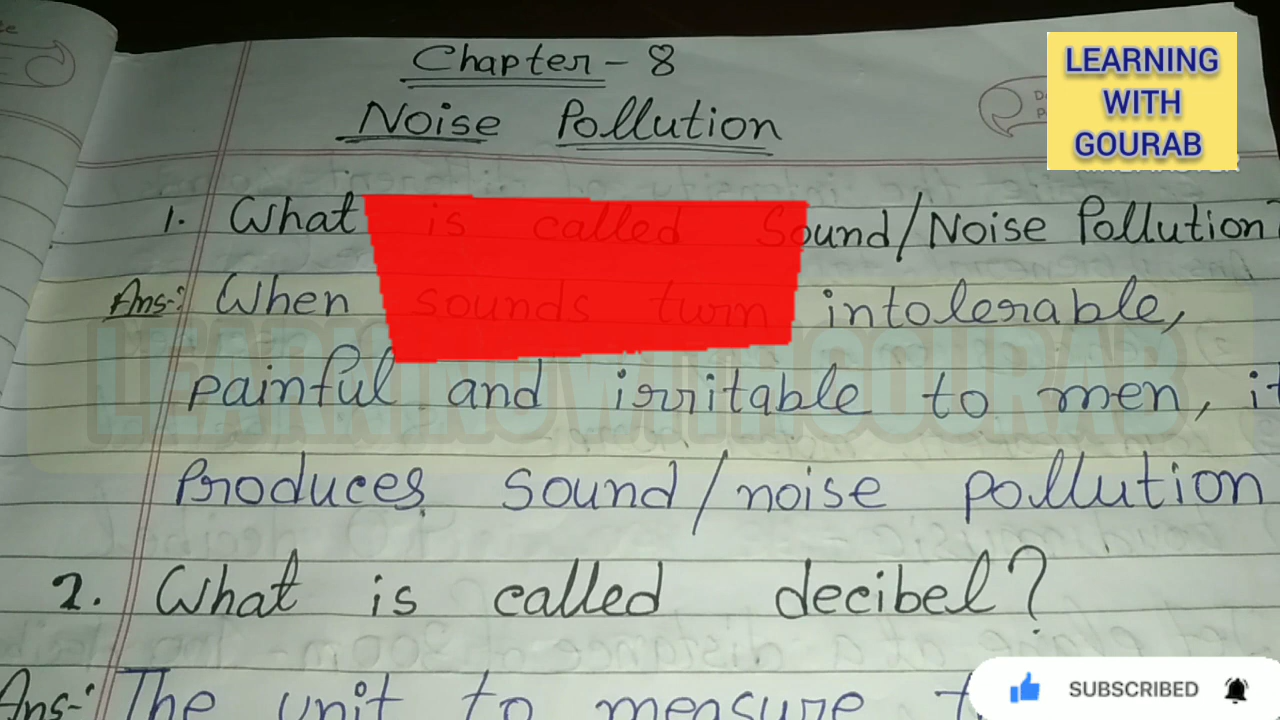 Chapter - 8
Noise Pollution
LEARNING
WITH
GOURAB
1. What is called Sound/Noise Pollution?
Ans-: When sounds turn intolerable,
painful and irritable to men, it
Produces sound/noise pollution
LEARNINGWITHGOURAB
2. What is called decibel?
Ans-: The unit to measure
SUBSCRIBED